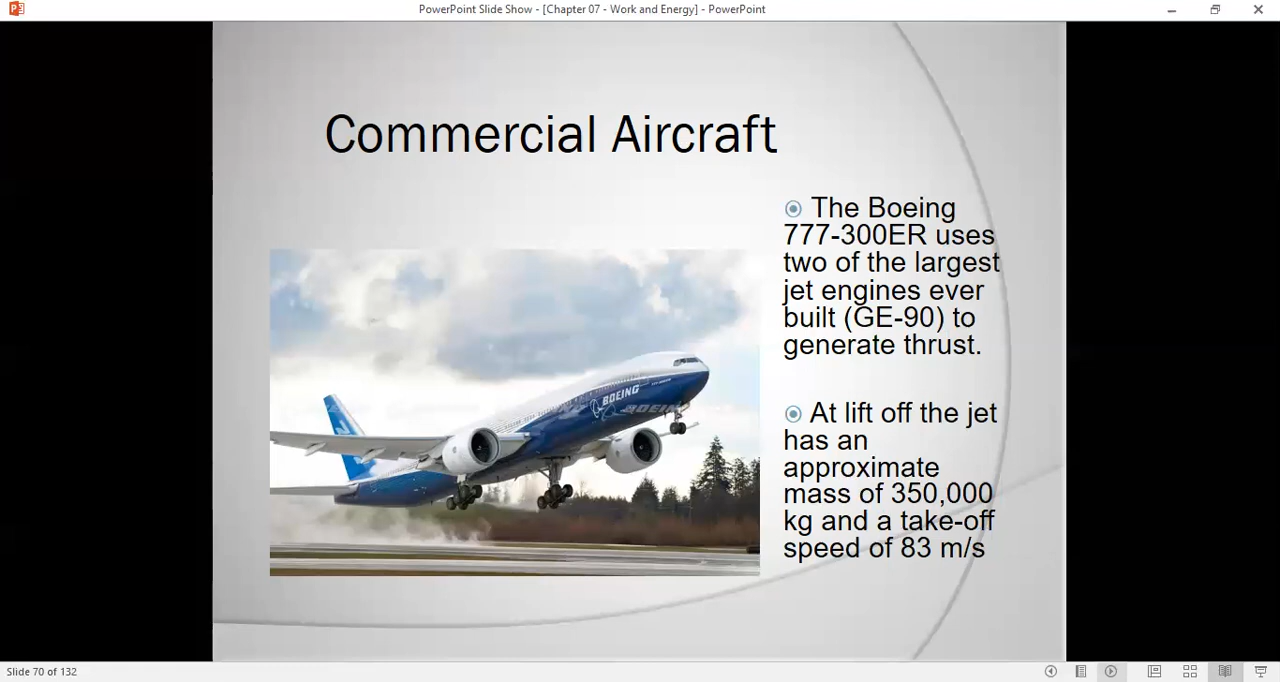 PowerPoint Slide Show - [Chapter 07 - Work and Energy] - PowerPoint
Commercial Aircraft
The Boeing
777-300ER uses
two of the largest
jet engines ever
built (GE-90) to
generate thrust.
At lift off the jet
has an
approximate
mass of 350,000
kg and a take-off
speed of 83 m/s
BOEING
Slide 70 of 132